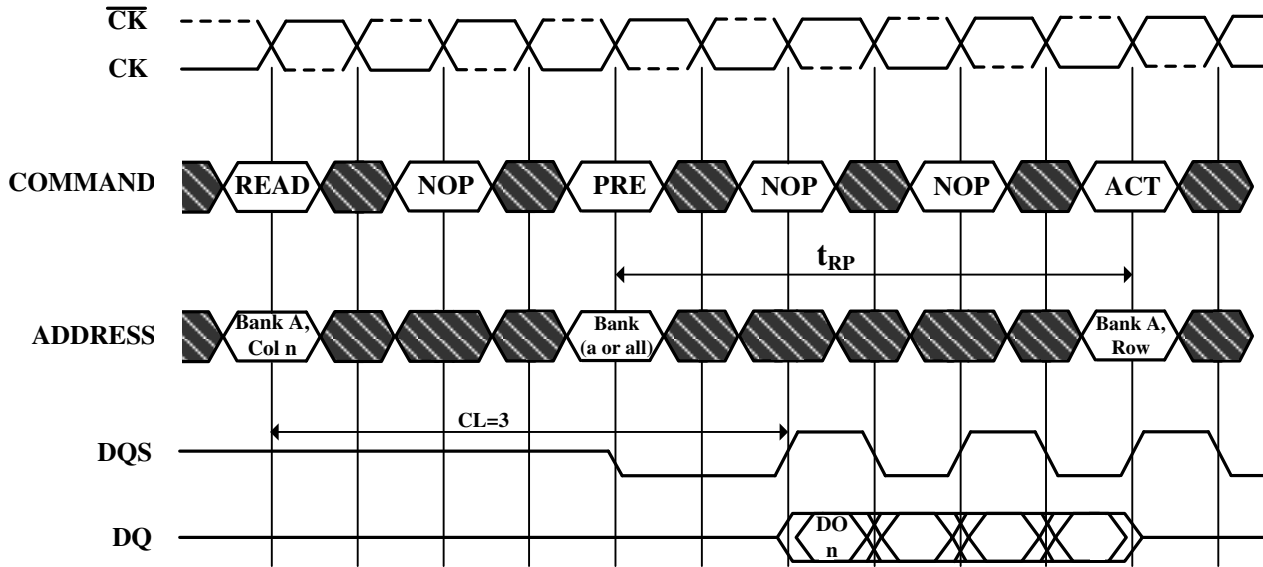 C̅K̅
CK
COMMAND
READ
NOP
PRE
NOP
NOP
ACT
tRP
ADDRESS
Bank A,
Col n
Bank
(a or all)
Bank A,
Row
CL=3
DQS
DQ
DO
n